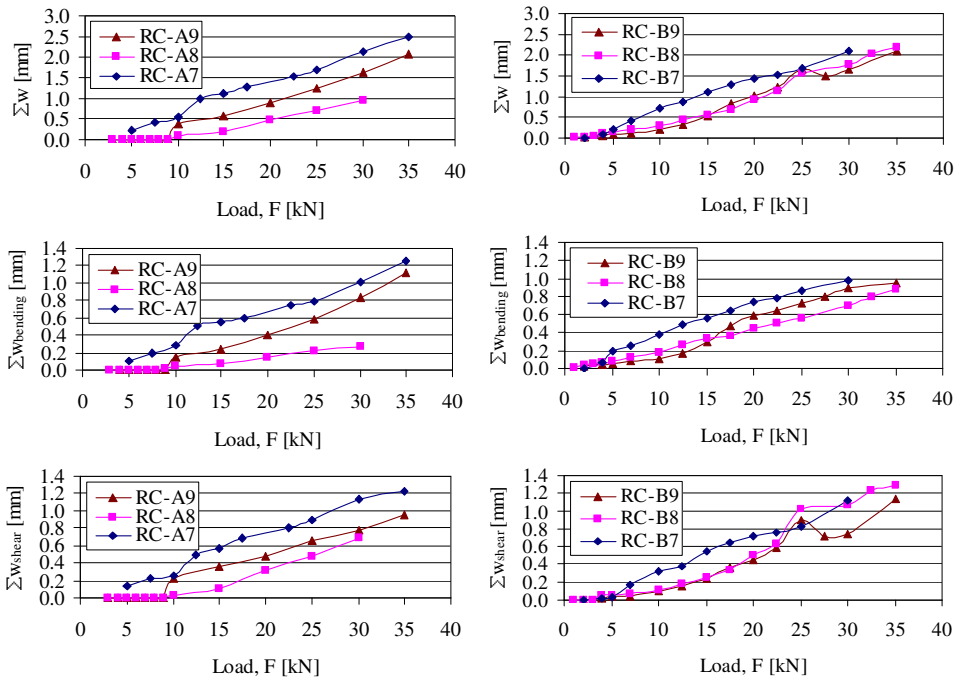 ∑w [mm]
3.0
2.5
2.0
1.5
1.0
0.5
0.0
RC-A9
RC-A8
RC-A7
0 5 10 15 20 25 30 35 40
Load, F [kN]
∑w [mm]
3.0
2.5
2.0
1.5
1.0
0.5
0.0
RC-B9
RC-B8
RC-B7
0 5 10 15 20 25 30 35 40
Load, F [kN]
∑wbending [mm]
1.4
1.2
1.0
0.8
0.6
0.4
0.2
0.0
RC-A9
RC-A8
RC-A7
0 5 10 15 20 25 30 35 40
Load, F [kN]
∑wbending [mm]
1.4
1.2
1.0
0.8
0.6
0.4
0.2
0.0
RC-B9
RC-B8
RC-B7
0 5 10 15 20 25 30 35 40
Load, F [kN]
∑wshear [mm]
1.4
1.2
1.0
0.8
0.6
0.4
0.2
0.0
RC-A9
RC-A8
RC-A7
0 5 10 15 20 25 30 35 40
Load, F [kN]
∑wshear [mm]
1.4
1.2
1.0
0.8
0.6
0.4
0.2
0.0
RC-B9
RC-B8
RC-B7
0 5 10 15 20 25 30 35 40
Load, F [kN]